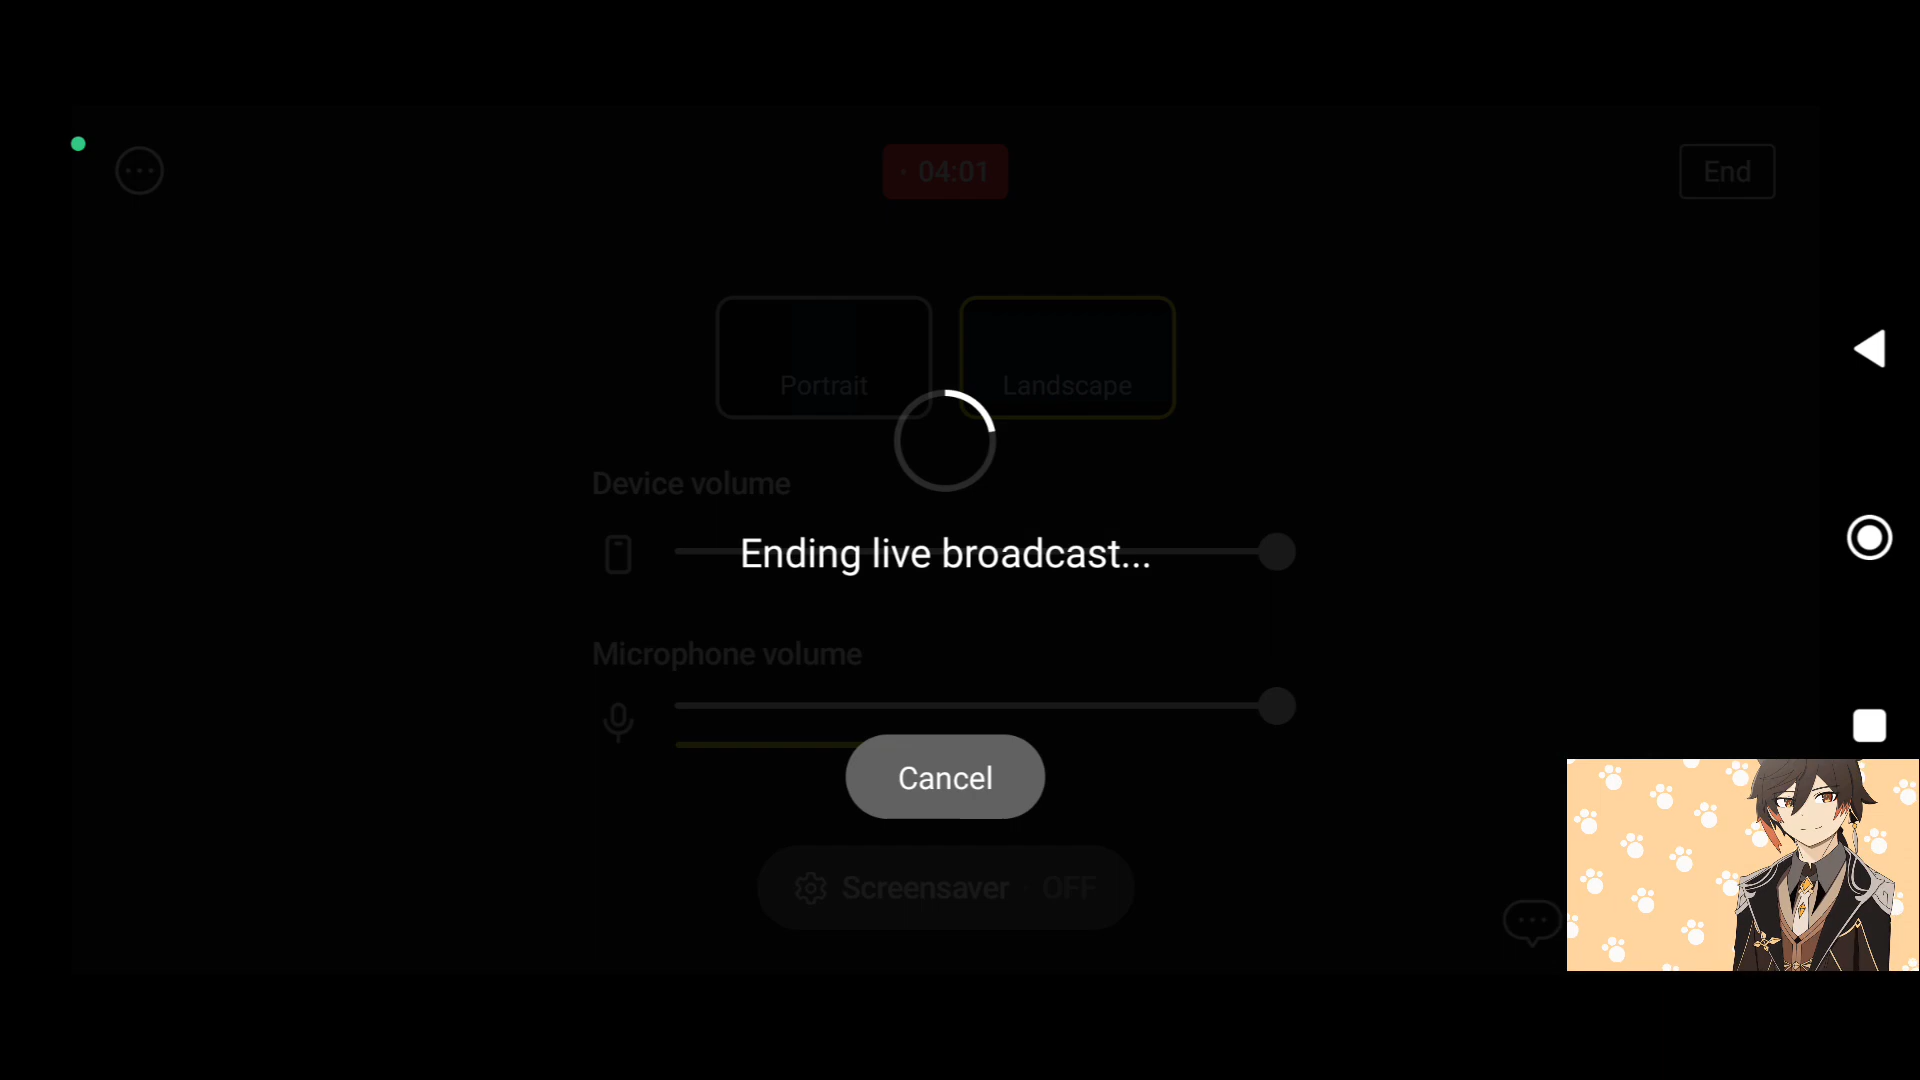 04:01
End
Portrait
Landscape
Device volume
Ending live broadcast...
Microphone volume
Cancel
Screensaver · OFF